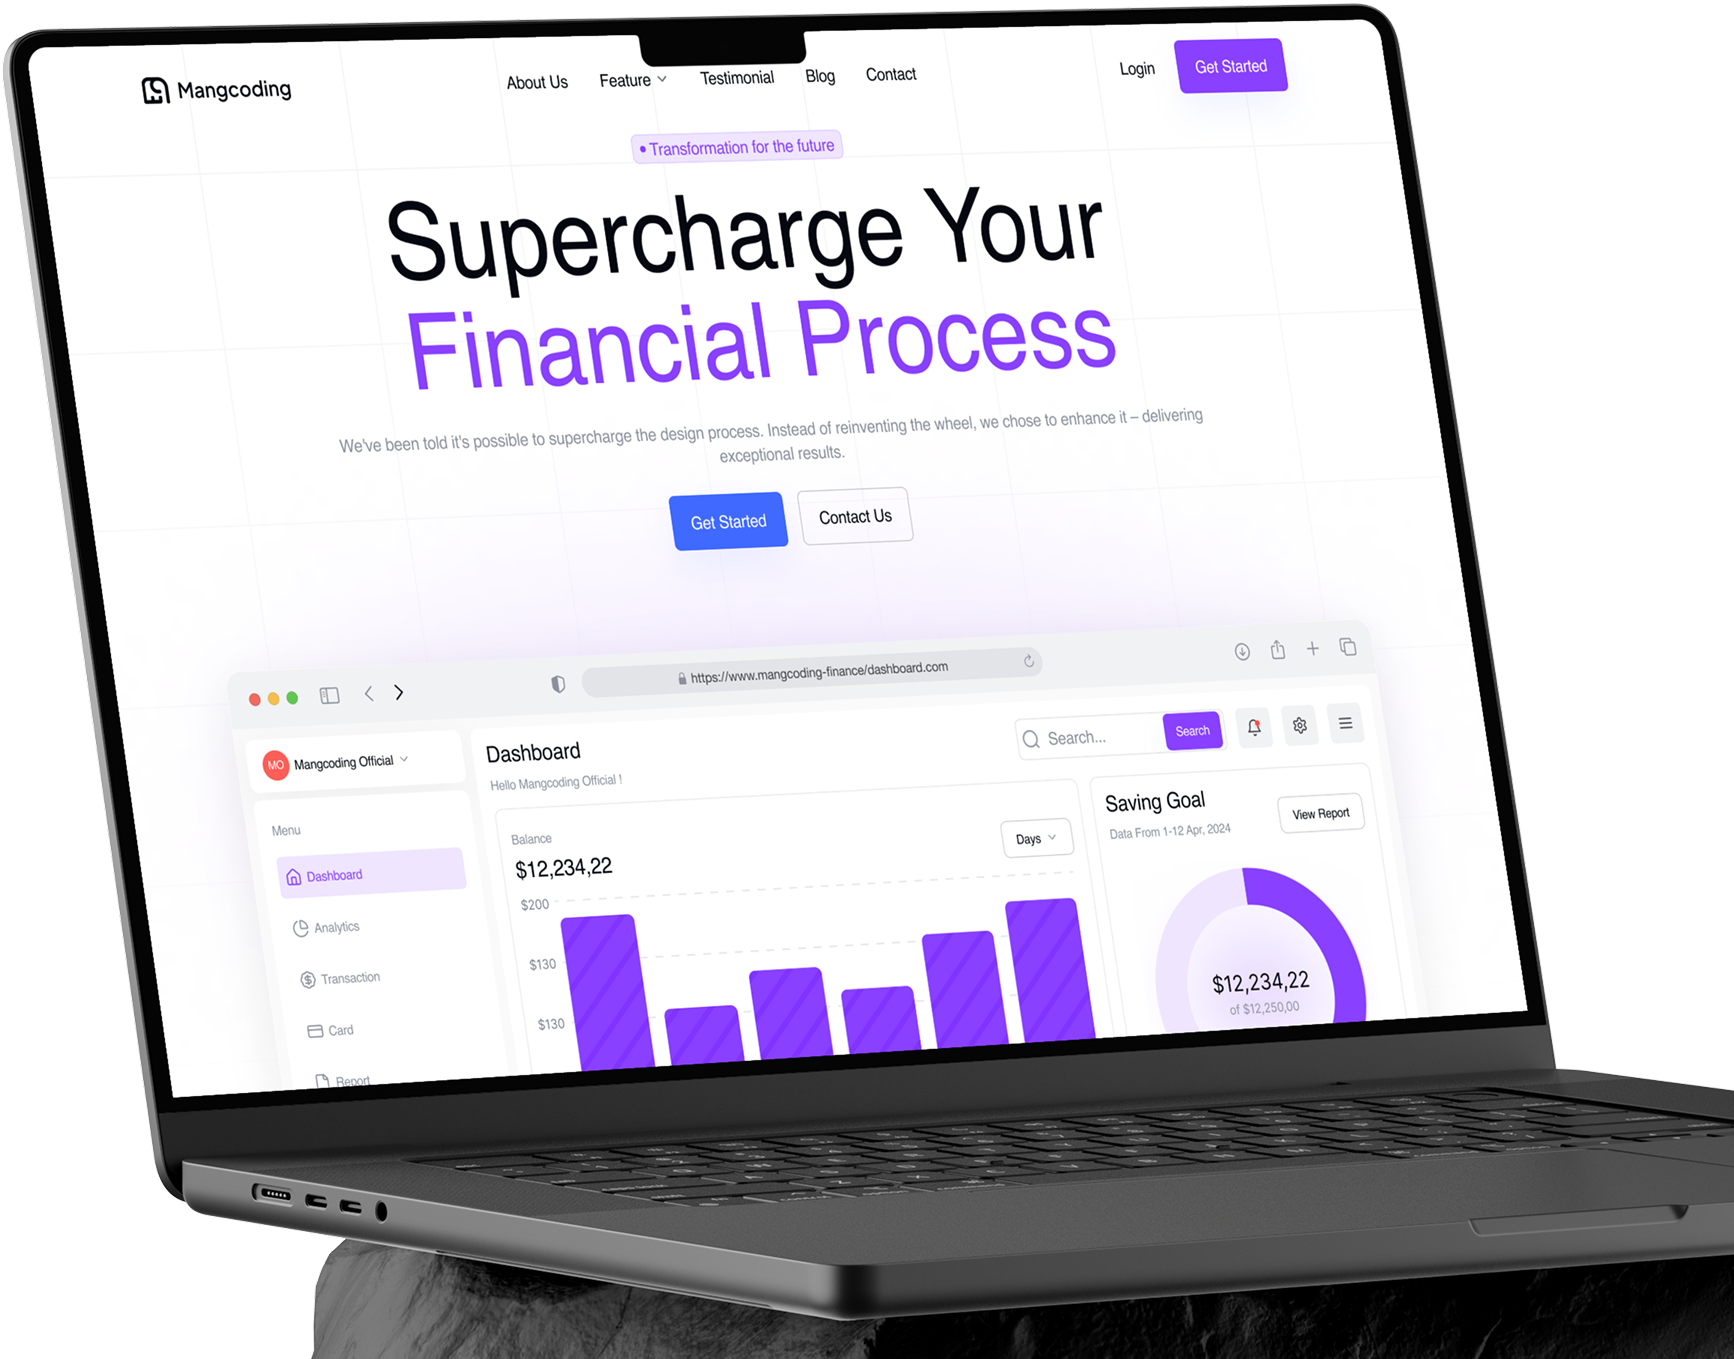 Mangcoding
About Us
Feature
Testimonial
Blog
Contact
Login
Get Started
Transformation for the future
Supercharge Your
Financial Process
We've been told it's possible to supercharge the design process. Instead of reinventing the wheel, we chose to enhance it – delivering
exceptional results.
Get Started
Contact Us
https://www.mangcoding-finance/dashboard.com
MO
Mangcoding Official
Menu
Dashboard
Analytics
Transaction
Card
Report
Dashboard
Hello Mangcoding Official !
Search...
Search
Balance
$12,234,22
Days
$200
$130
$130
Saving Goal
Data From 1-12 Apr, 2024
View Report
$12,234,22
of $12,250,00